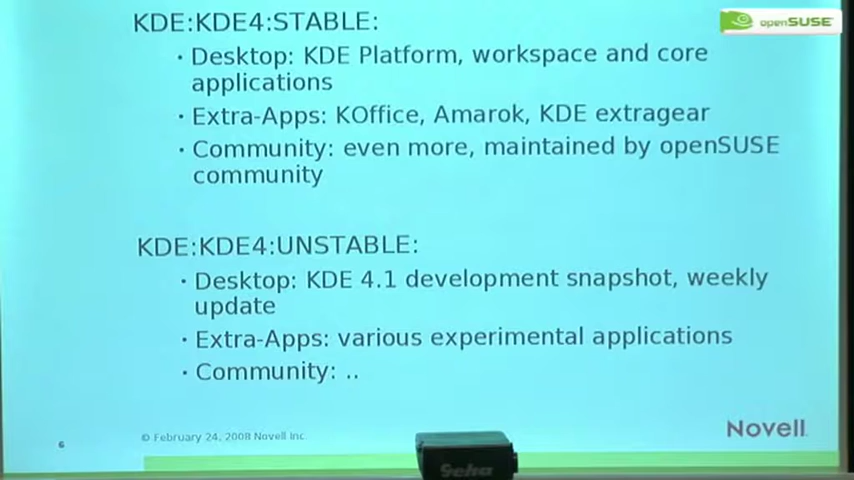 KDE:KDE4:STABLE:
openSUSE
· Desktop: KDE Platform, workspace and core
applications
· Extra-Apps: KOffice, Amarok, KDE extragear
· Community: even more, maintained by openSUSE
community
KDE:KDE4:UNSTABLE:
· Desktop: KDE 4.1 development snapshot, weekly
update
· Extra-Apps: various experimental applications
· Community: ..
6
© February 24, 2008 Novell Inc.
Novell
Geha